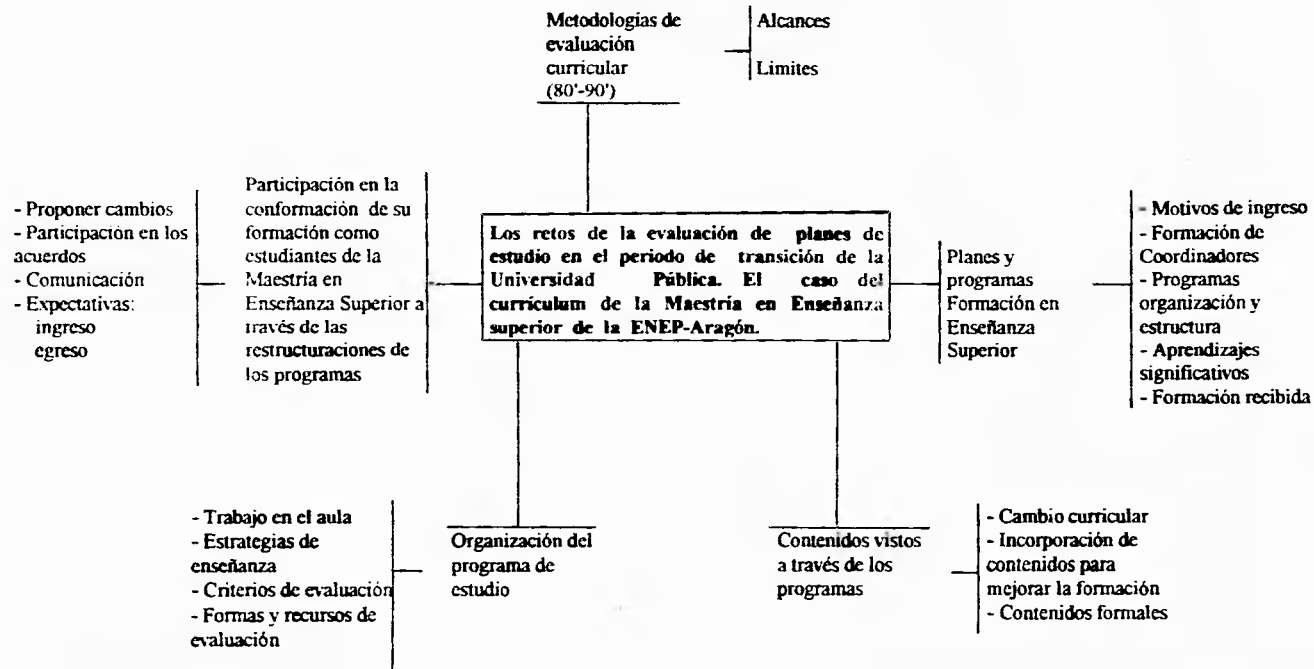 Metodologías de
evaluación
curricular
(80'-90')
Alcances
Limites
- Proponer cambios
- Participación en los
acuerdos
- Comunicación
- Expectativas:
ingreso
egreso
Participación en la
conformación de su
formación como
estudiantes de la
Maestría en
Enseñanza Superior a
través de las
restructuraciones de
los programas
Los retos de la evaluación de planes de
estudio en el periodo de transición de la
Universidad Pública. El caso del
curriculum de la Maestría en Enseñanza
superior de la ENEP-Aragón.
Planes y
programas
Formación en
Enseñanza
Superior
- Motivos de ingreso
- Formación de
Coordinadores
- Programas
organización y
estructura
- Aprendizajes
significativos
- Formación recibida
- Trabajo en el aula
- Estrategias de
enseñanza
- Criterios de evaluación
- Formas y recursos de
evaluación
Organización del
programa de
estudio
Contenidos vistos
a través de los
programas
- Cambio curricular
- Incorporación de
contenidos para
mejorar la formación
- Contenidos formales